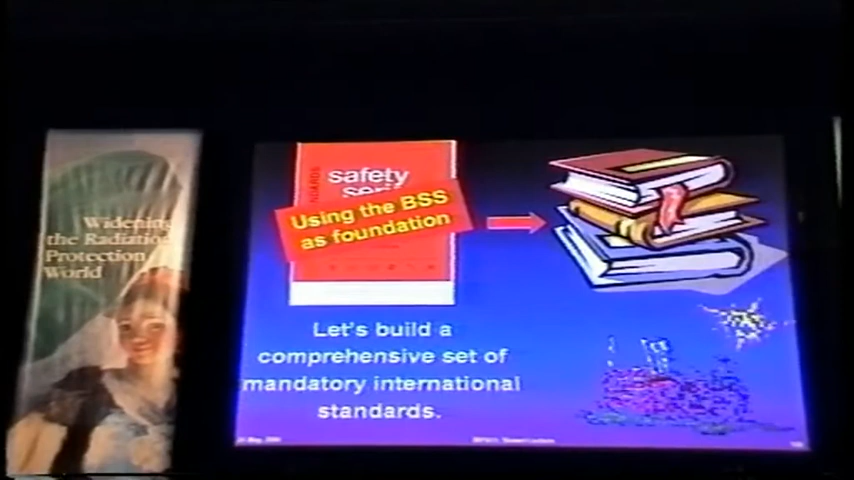 Widening
the Radiation
Protection
World
safety
Using the BSS
as foundation
Let's build a
comprehensive set of
mandatory international
standards.